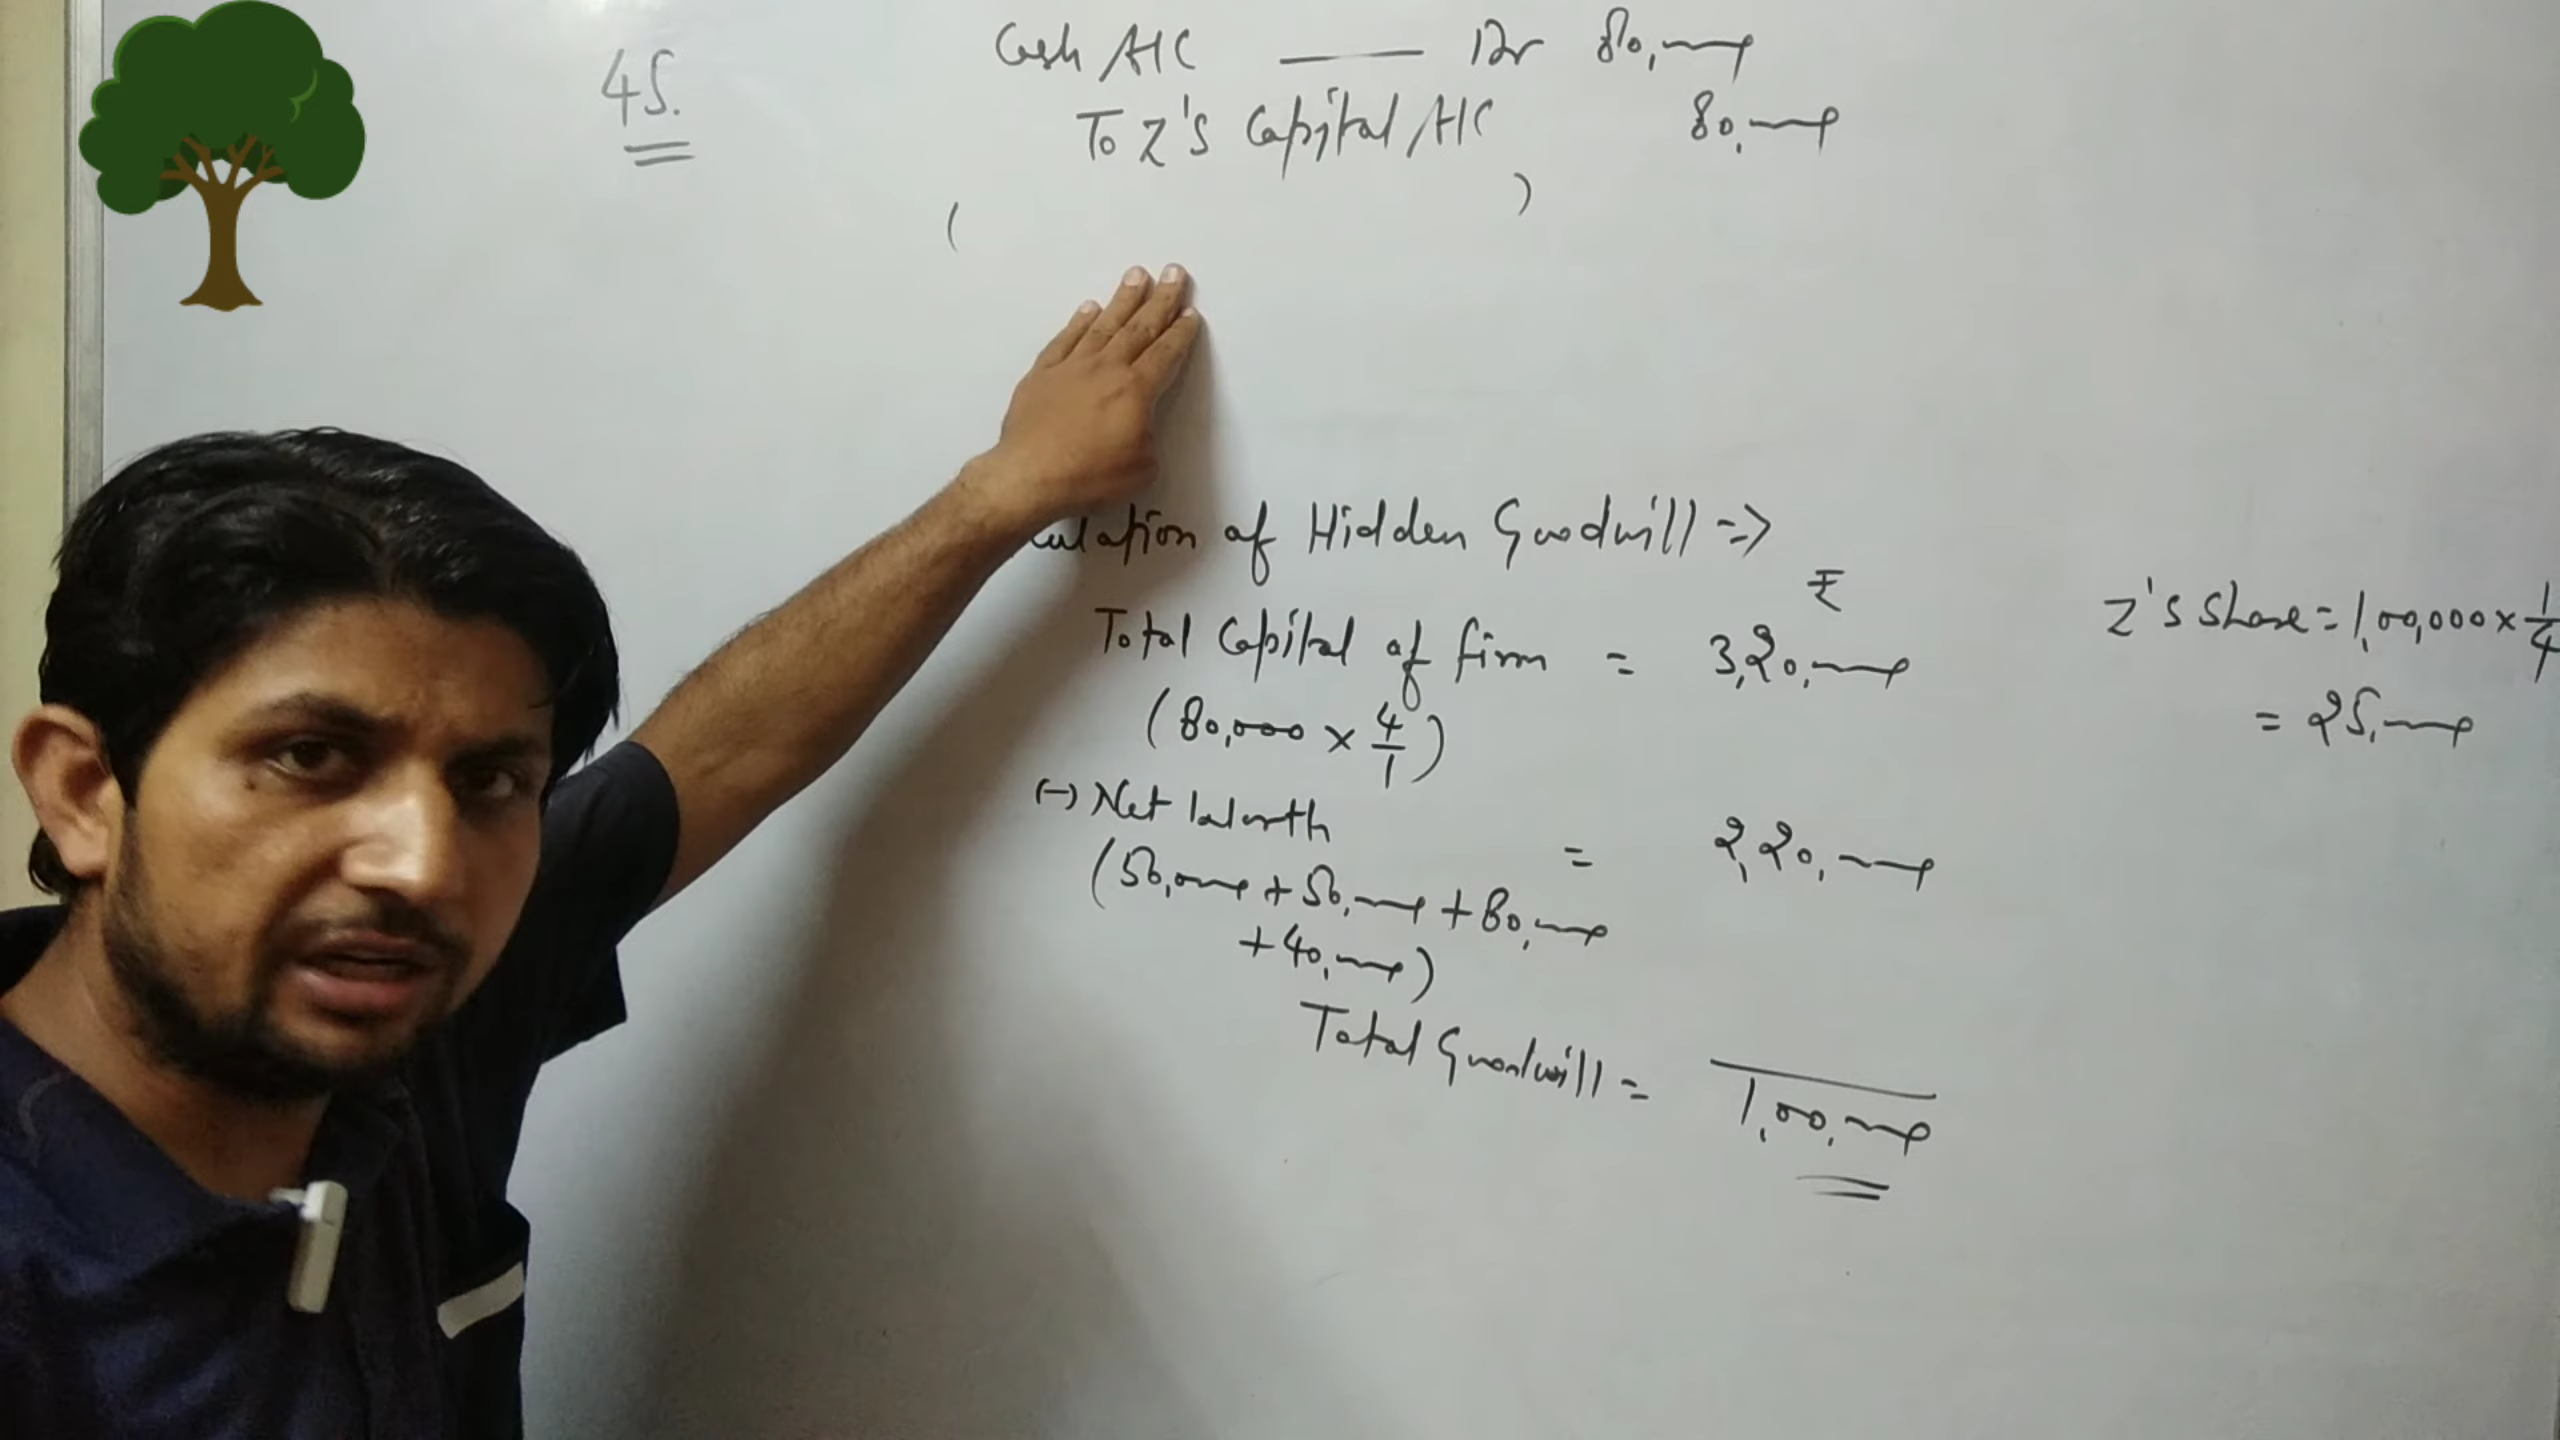 45.
Cash A/C —— Dr 80,000
To Z's Capital A/C 80,000
( )
culation of Hidden Goodwill =>
₹
Total Capital of firm = 3,20,000
(80,000 × 4/1)
(-) Net Worth = 2,20,000
(50,000 + 50,000 + 80,000
+ 40,000)
Total Goodwill = 1,00,000
Z's Share = 1,00,000 × 1/4
= 25,000